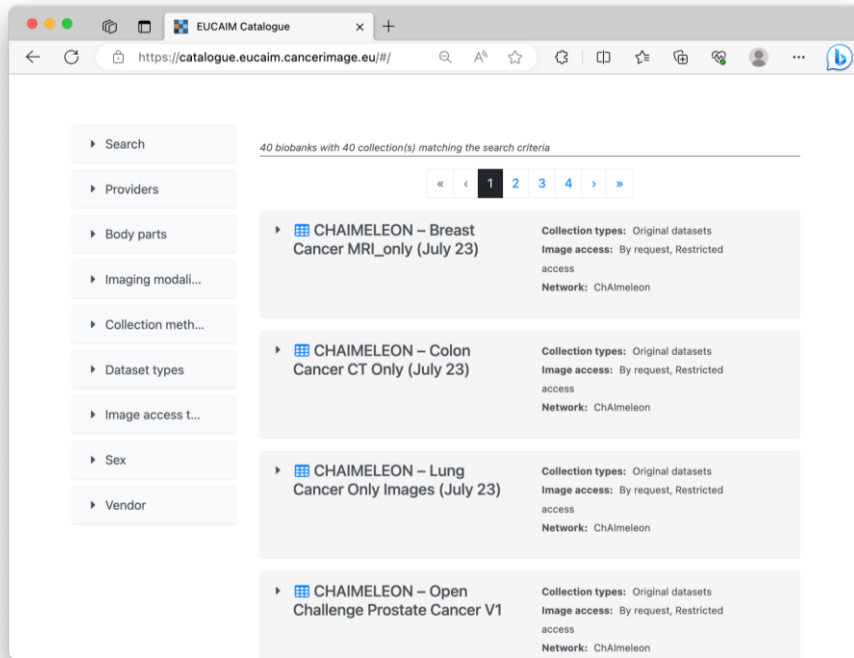 EUCAIM Catalogue
https://catalogue.eucaim.cancerimage.eu/#/
Search
Providers
Body parts
Imaging modali...
Collection meth...
Dataset types
Image access t...
Sex
Vendor
40 biobanks with 40 collection(s) matching the search criteria
« ‹ 1 2 3 4 › »
CHAIMELEON – Breast
Cancer MRI_only (July 23)
Collection types: Original datasets
Image access: By request, Restricted
access
Network: ChAImeleon
CHAIMELEON – Colon
Cancer CT Only (July 23)
Collection types: Original datasets
Image access: By request, Restricted
access
Network: ChAImeleon
CHAIMELEON – Lung
Cancer Only Images (July 23)
Collection types: Original datasets
Image access: By request, Restricted
access
Network: ChAImeleon
CHAIMELEON – Open
Challenge Prostate Cancer V1
Collection types: Original datasets
Image access: By request, Restricted
access
Network: ChAImeleon